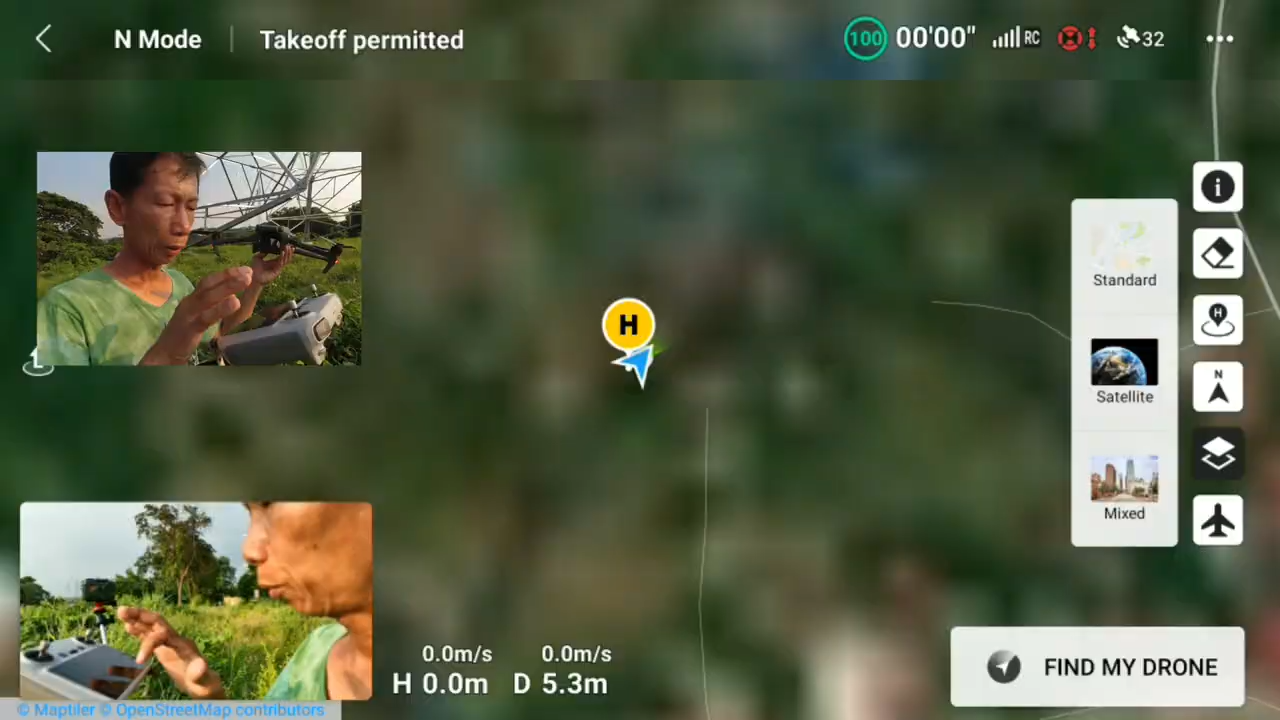 N Mode
Takeoff permitted
100
00'00"
RC
32
Standard
H
N
H
Satellite
Mixed
0.0m/s
0.0m/s
H 0.0m
D 5.3m
FIND MY DRONE
© Maptiler © OpenStreetMap contributors